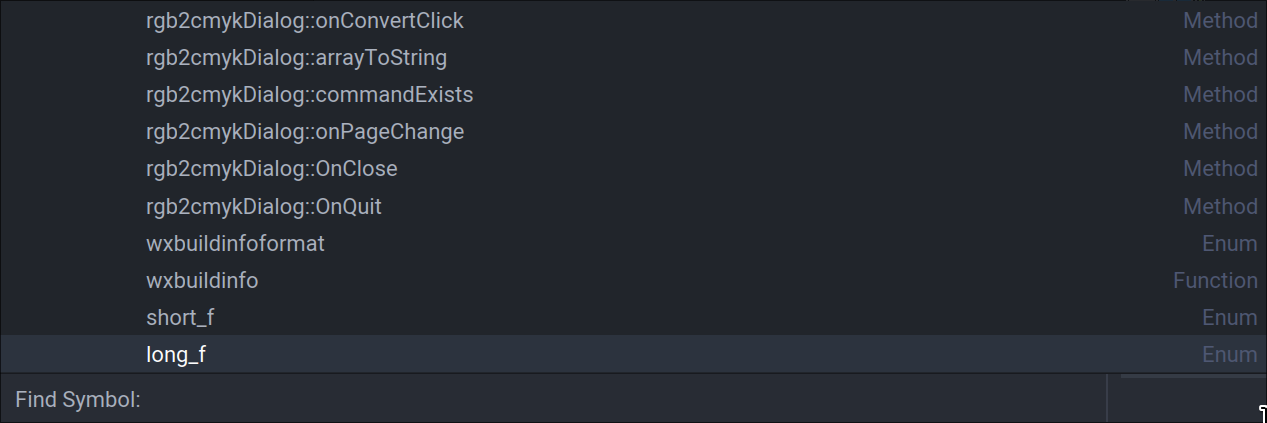 rgb2cmykDialog::onConvertClick Method
rgb2cmykDialog::arrayToString Method
rgb2cmykDialog::commandExists Method
rgb2cmykDialog::onPageChange Method
rgb2cmykDialog::OnClose Method
rgb2cmykDialog::OnQuit Method
wxbuildinfoformat Enum
wxbuildinfo Function
short_f Enum
long_f Enum
Find Symbol: